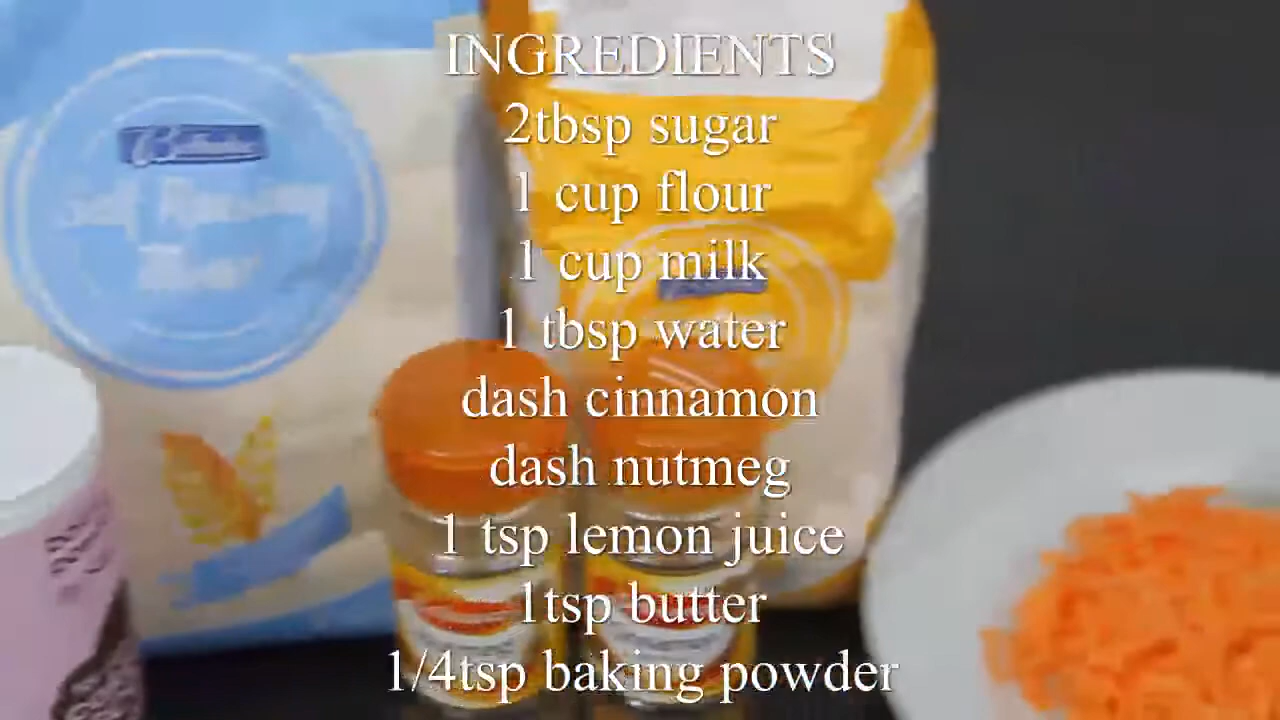 INGREDIENTS
2tbsp sugar
1 cup flour
1 cup milk
1 tbsp water
dash cinnamon
dash nutmeg
1 tsp lemon juice
1tsp butter
1/4tsp baking powder